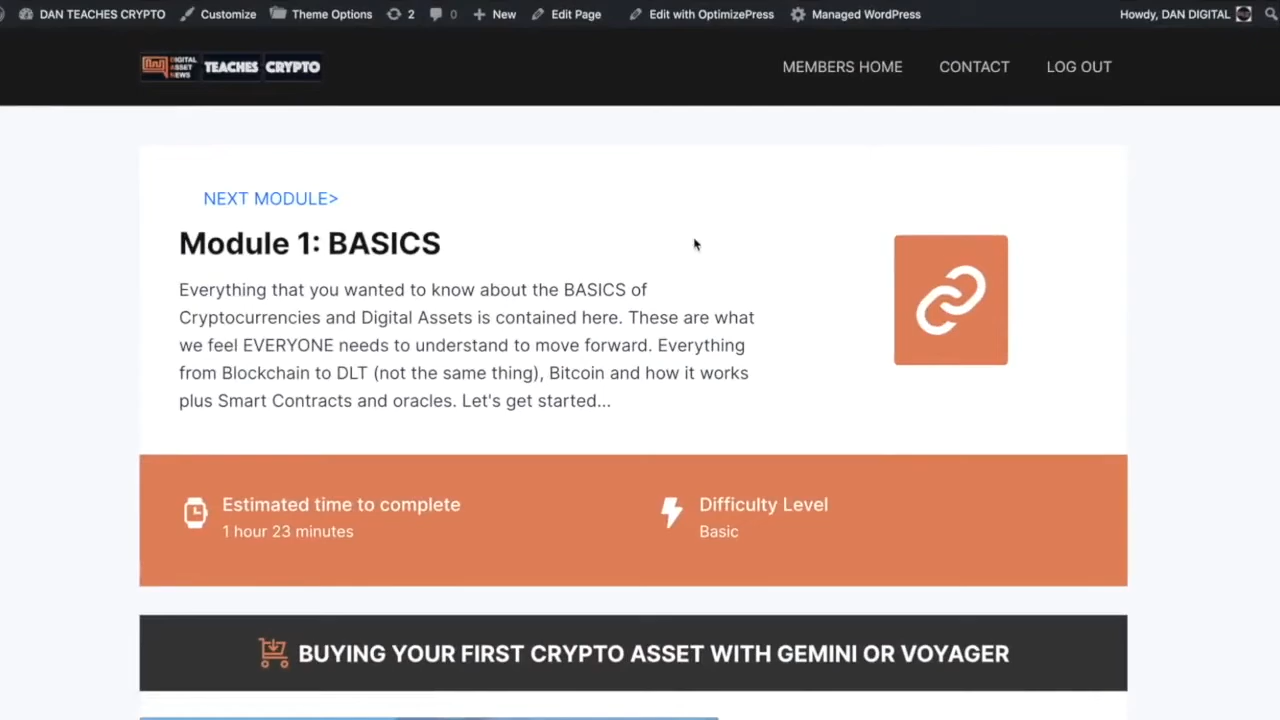 DAN TEACHES CRYPTO Customize Theme Options 2 0 New Edit Page Edit with OptimizePress Managed WordPress Howdy, DAN DIGITAL
DIGITAL ASSET NEWS TEACHES CRYPTO
MEMBERS HOME CONTACT LOG OUT
NEXT MODULE>
Module 1: BASICS
Everything that you wanted to know about the BASICS of
Cryptocurrencies and Digital Assets is contained here. These are what
we feel EVERYONE needs to understand to move forward. Everything
from Blockchain to DLT (not the same thing), Bitcoin and how it works
plus Smart Contracts and oracles. Let's get started...
Estimated time to complete
1 hour 23 minutes
Difficulty Level
Basic
BUYING YOUR FIRST CRYPTO ASSET WITH GEMINI OR VOYAGER